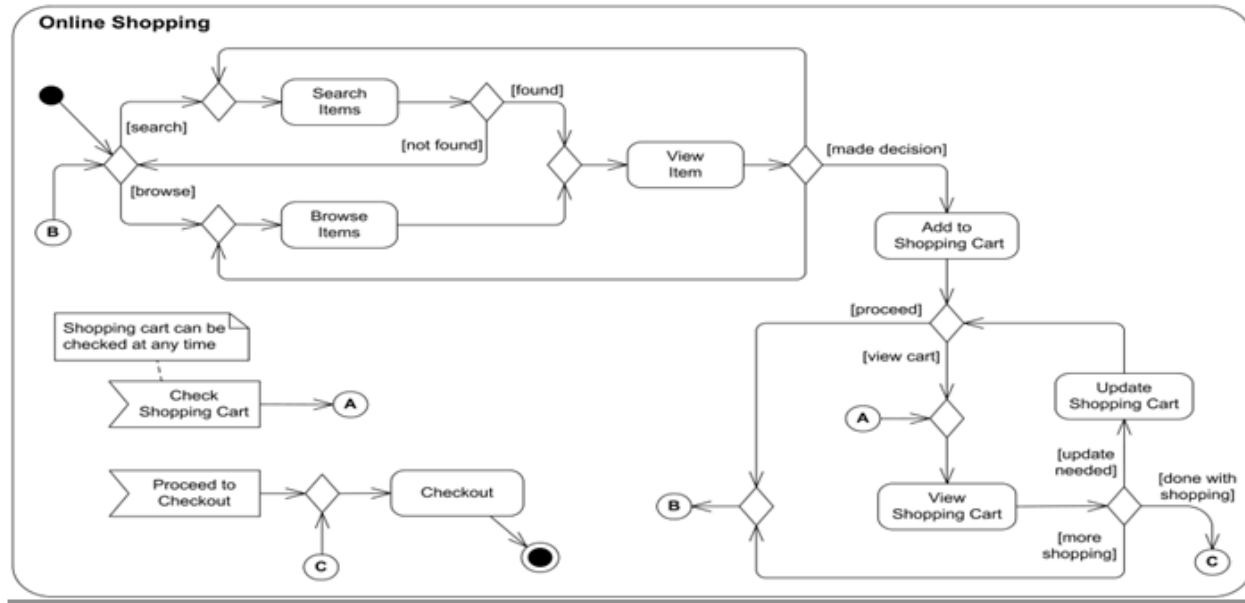 Online Shopping
Search
Items
[found]
[search]
[not found]
View
Item
[made decision]
[browse]
B
Browse
Items
Add to
Shopping Cart
Shopping cart can be
checked at any time
[proceed]
[view cart]
Check
Shopping Cart
A
A
Update
Shopping Cart
[update
needed]
[done with
shopping]
Proceed to
Checkout
Checkout
B
View
Shopping Cart
[more
shopping]
C
C